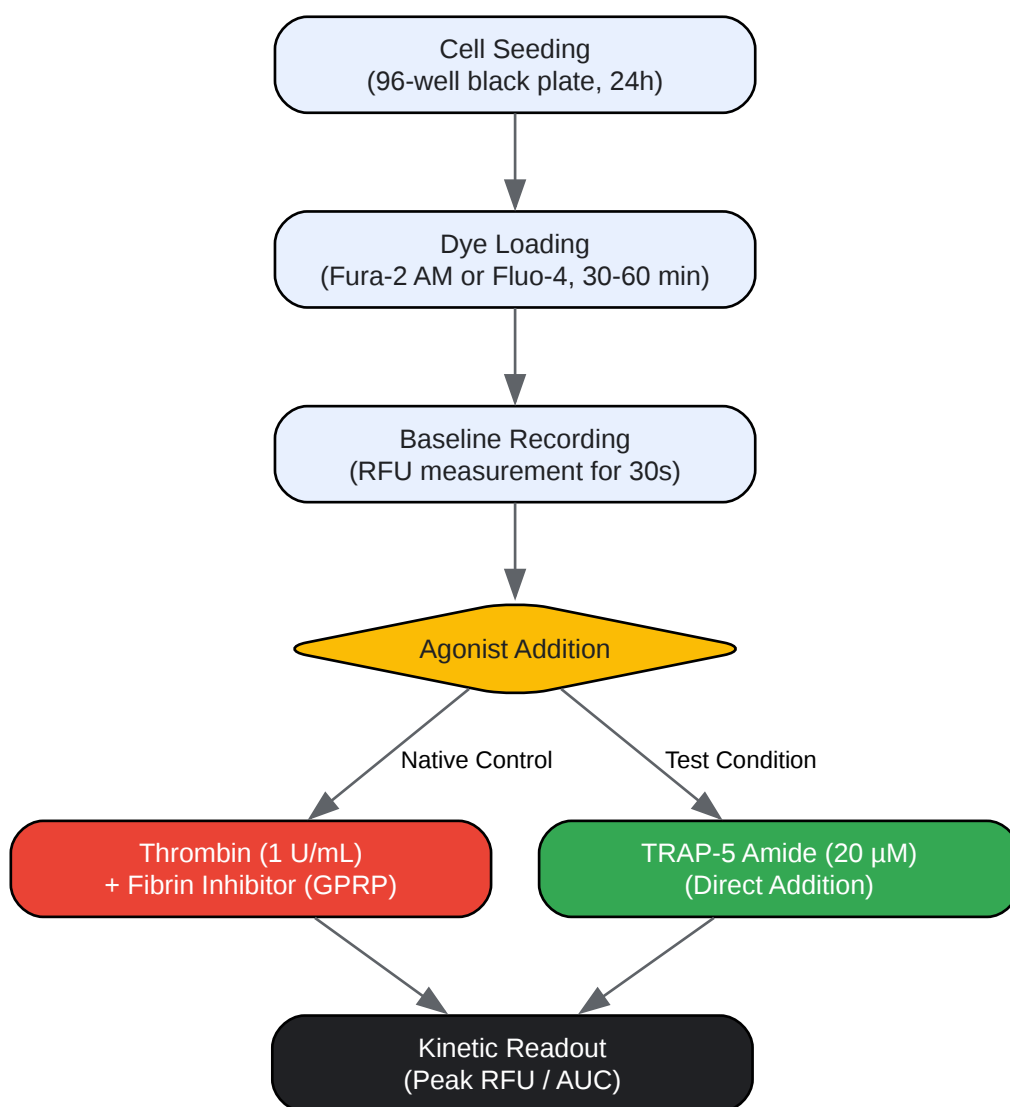 Cell Seeding
(96-well black plate, 24h)
Dye Loading
(Fura-2 AM or Fluo-4, 30-60 min)
Baseline Recording
(RFU measurement for 30s)
Agonist Addition
Native Control
Test Condition
Thrombin (1 U/mL)
+ Fibrin Inhibitor (GPRP)
TRAP-5 Amide (20 µM)
(Direct Addition)
Kinetic Readout
(Peak RFU / AUC)